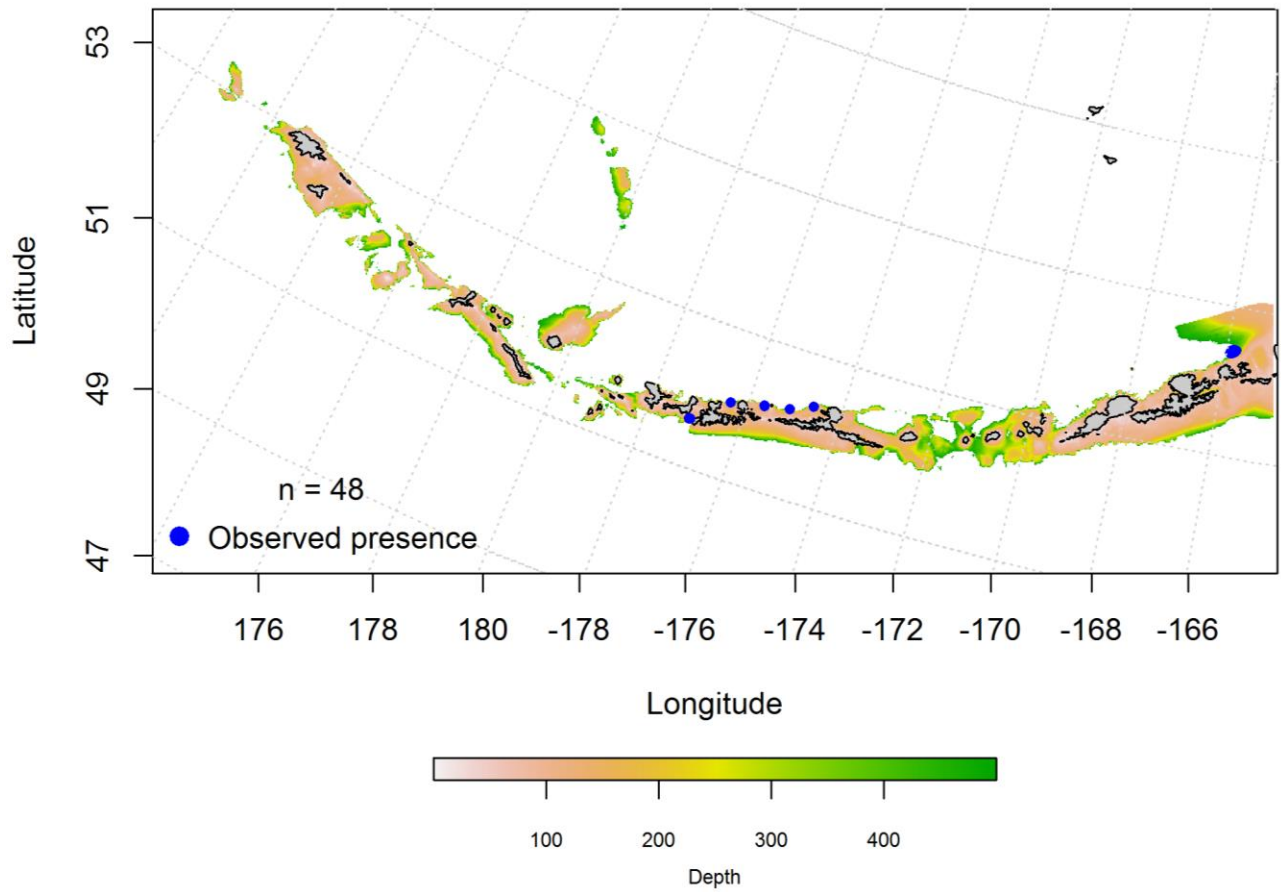 53
51
49
47
Latitude
n = 48
Observed presence
176 178 180 -178 -176 -174 -172 -170 -168 -166
Longitude
100 200 300 400
Depth